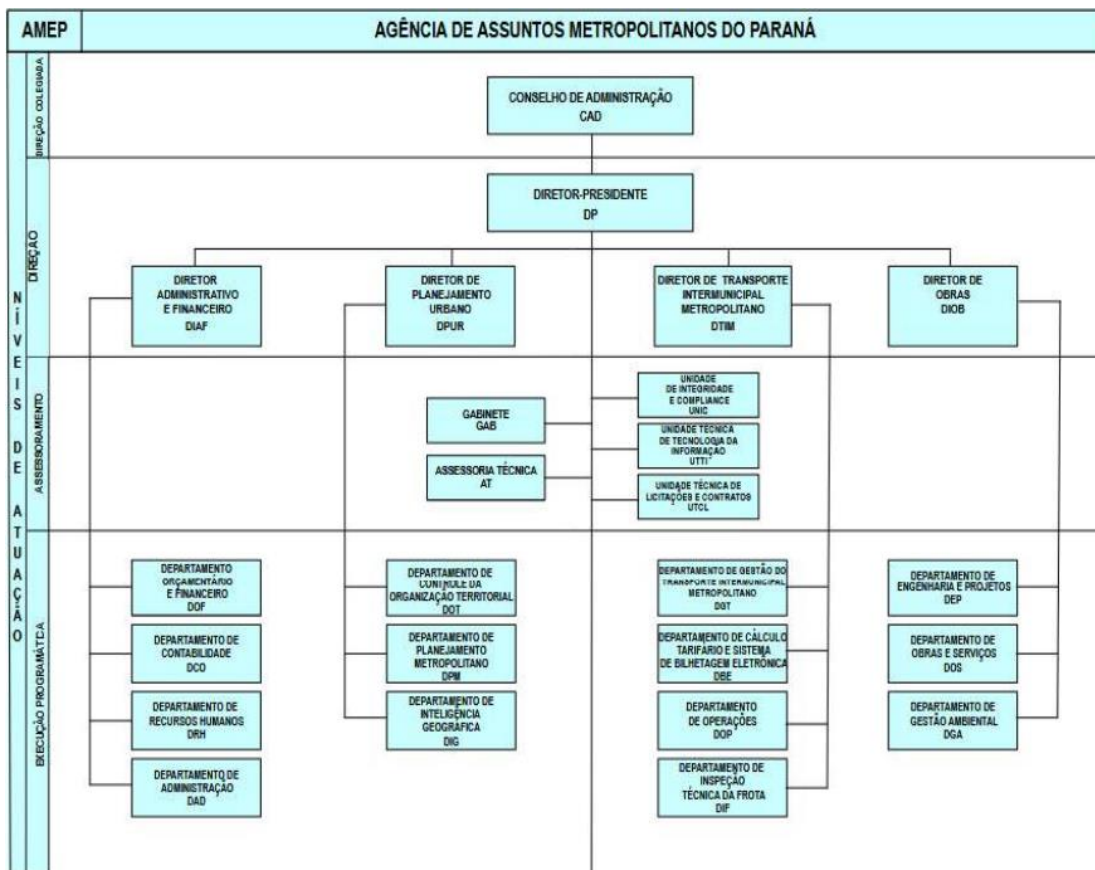 AMEP
AGÊNCIA DE ASSUNTOS METROPOLITANOS DO PARANÁ
NÍVEIS DE ATUAÇÃO
DIREÇÃO COLEGIADA
CONSELHO DE ADMINISTRAÇÃO
CAD
DIREÇÃO
DIRETOR-PRESIDENTE
DP
DIRETOR
ADMINISTRATIVO
E FINANCEIRO
DIAF
DIRETOR DE
PLANEJAMENTO
URBANO
DPUR
DIRETOR DE TRANSPORTE
INTERMUNICIPAL
METROPOLITANO
DTIM
DIRETOR DE
OBRAS
DIOB
ASSESSORAMENTO
GABINETE
GAB
ASSESSORIA TÉCNICA
AT
UNIDADE
DE INTEGRIDADE
E COMPLIANCE
UNIC
UNIDADE TÉCNICA
DE TECNOLOGIA DA
INFORMAÇÃO
UTTI
UNIDADE TÉCNICA DE
LICITAÇÕES E CONTRATOS
UTCL
EXECUÇÃO PROGRAMÁTICA
DEPARTAMENTO
ORÇAMENTÁRIO
E FINANCEIRO
DOF
DEPARTAMENTO DE
CONTABILIDADE
DCO
DEPARTAMENTO DE
RECURSOS HUMANOS
DRH
DEPARTAMENTO DE
ADMINISTRAÇÃO
DAD
DEPARTAMENTO DE
CONTROLE DA
ORGANIZAÇÃO TERRITORIAL
DOT
DEPARTAMENTO DE
PLANEJAMENTO
METROPOLITANO
DPM
DEPARTAMENTO DE
INTELIGÊNCIA
GEOGRÁFICA
DIG
DEPARTAMENTO DE GESTÃO DO
TRANSPORTE INTERMUNICIPAL
METROPOLITANO
DGT
DEPARTAMENTO DE CÁLCULO
TARIFÁRIO E SISTEMA
DE BILHETAGEM ELETRÔNICA
DBE
DEPARTAMENTO
DE OPERAÇÕES
DOP
DEPARTAMENTO DE
INSPEÇÃO
TÉCNICA DA FROTA
DIF
DEPARTAMENTO DE
ENGENHARIA E PROJETOS
DEP
DEPARTAMENTO DE
OBRAS E SERVIÇOS
DOS
DEPARTAMENTO DE
GESTÃO AMBIENTAL
DGA